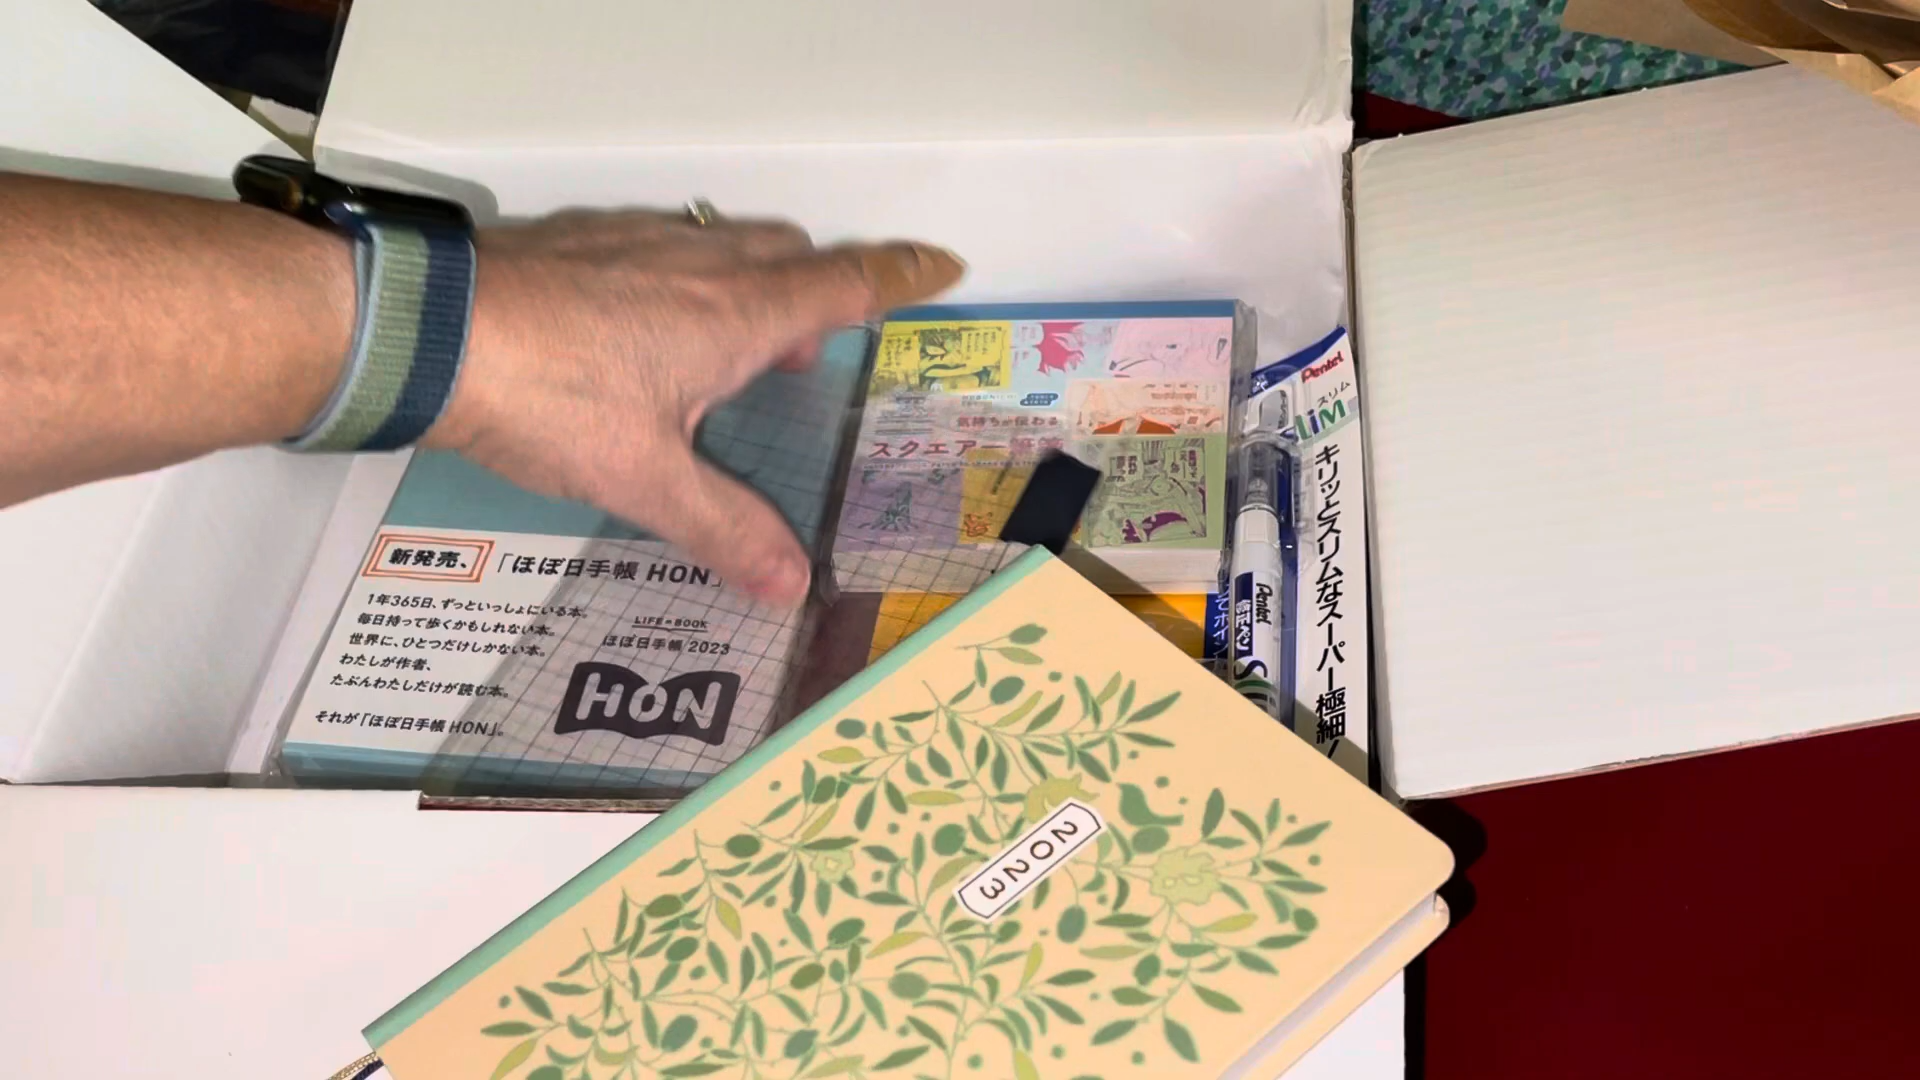 新発売、「ほぼ日手帳 HON」
1年365日、ずっといっしょにいる本。
毎日持って歩くかもしれない本。
世界に、ひとつだけしかない本。
わたしが作者、
たぶんわたしだけが読む本。
それが「ほぼ日手帳 HON」。
LIFE=BOOK
ほぼ日手帳 2023
HON
気持ちが伝わる
スクエアー
2023
Pentel
スリム
SLiM
キリッとスリムなスーパー極細!
Pentel
修正ペン